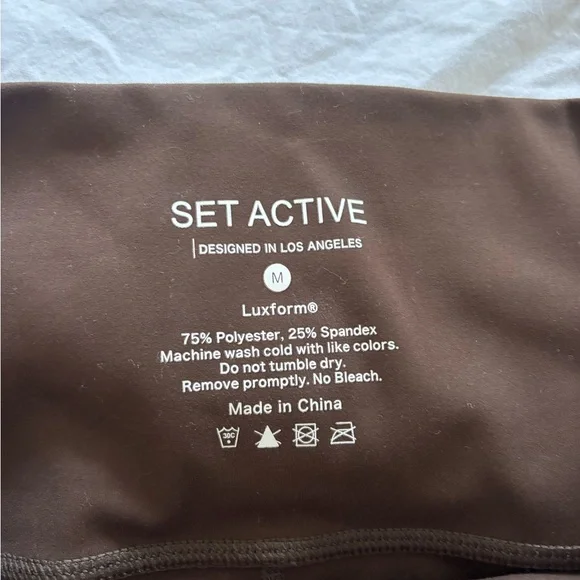 SET ACTIVE
DESIGNED IN LOS ANGELES
M
Luxform®
75% Polyester, 25% Spandex
Machine wash cold with like colors.
Do not tumble dry.
Remove promptly. No Bleach.
Made in China
30C